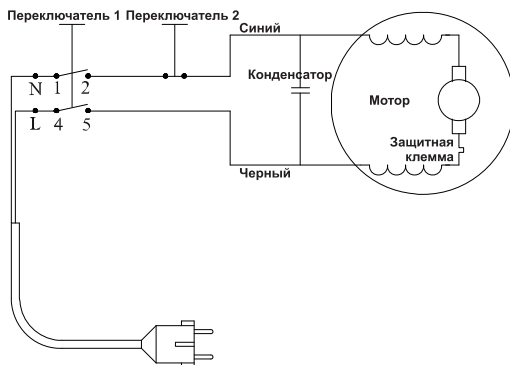 Переключатель 1 Переключатель 2
Синий
N 1 2
Конденсатор
Мотор
L 4 5
Защитная
клемма
Черный